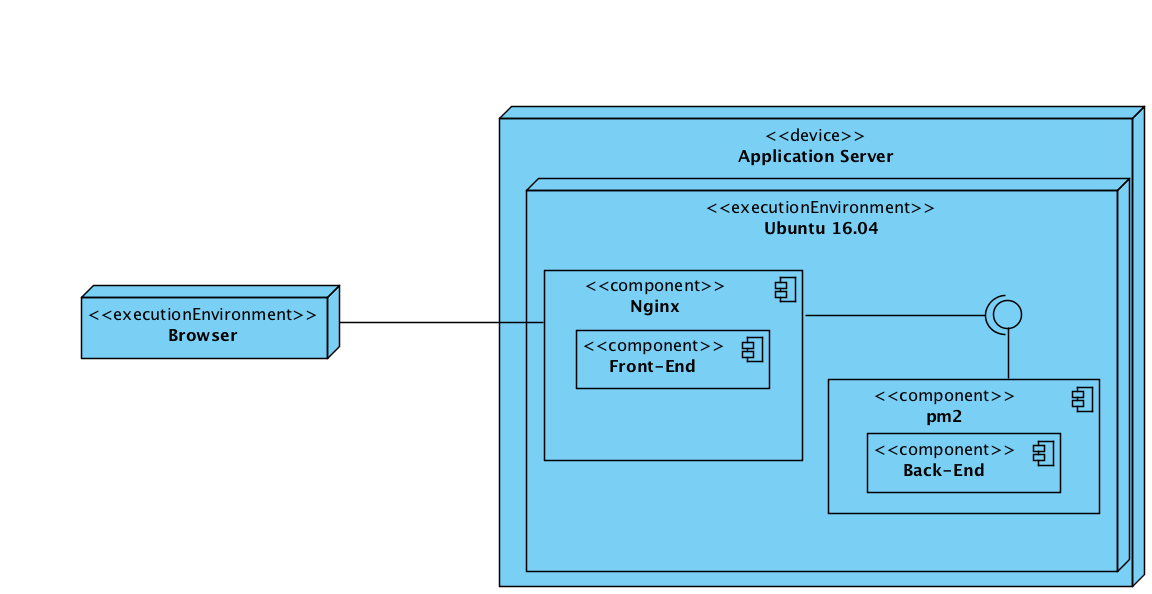 <<device>>
Application Server
<<executionEnvironment>>
Ubuntu 16.04
<<executionEnvironment>>
Browser
<<component>>
Nginx
<<component>>
Front-End
<<component>>
pm2
<<component>>
Back-End